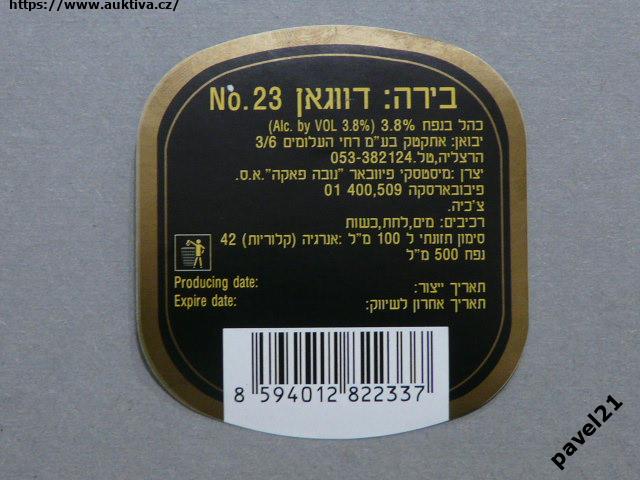 https://www.auktiva.cz/
בירה: דווגאן No.23
כהל בנפח 3.8% (Alc. by VOL 3.8%)
יבואן: אתקטק בע"מ רחי העלומים 3/6
הרצליה,טל.053-382124
יצרן: מיסטסקי פיוובאר "נובה פאקה".א.ס.
פיבובארסקה 400,509 01
צ'כיה.
רכיבים: מים,לתת,כשות
סימון תזונתי ל 100 מ"ל :אנרגיה (קלוריות) 42
נפח 500 מ"ל
תאריך ייצור:
Producing date:
תאריך אחרון לשיווק:
Expire date:
8 594012 822337
pavel21